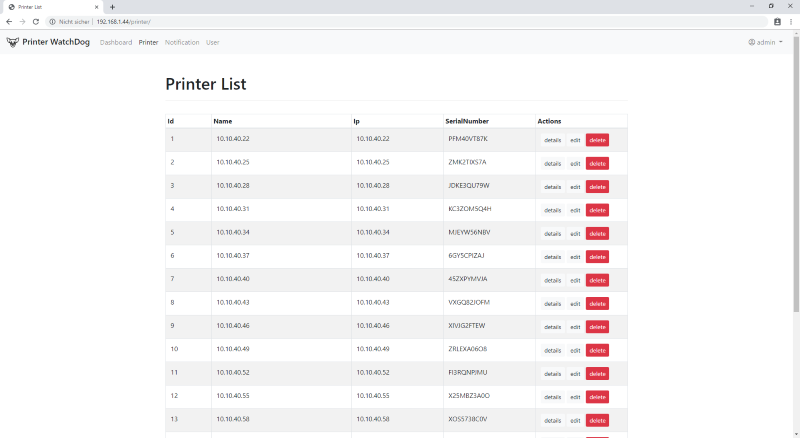 Printer List
Nicht sicher | 192.168.1.44/printer/
Printer WatchDog Dashboard Printer Notification User admin
Printer List
Id Name Ip SerialNumber Actions
1 10.10.40.22 10.10.40.22 PFM40VT87K details edit delete
2 10.10.40.25 10.10.40.25 ZMK2TIXS7A details edit delete
3 10.10.40.28 10.10.40.28 JDKE3QU79W details edit delete
4 10.10.40.31 10.10.40.31 KC3ZOM5Q4H details edit delete
5 10.10.40.34 10.10.40.34 MJEYW56NBV details edit delete
6 10.10.40.37 10.10.40.37 6GY5CPIZAJ details edit delete
7 10.10.40.40 10.10.40.40 45ZXPYMVJA details edit delete
8 10.10.40.43 10.10.40.43 VXGQ82JOFM details edit delete
9 10.10.40.46 10.10.40.46 XIVJG2FTEW details edit delete
10 10.10.40.49 10.10.40.49 ZRLEXA06O8 details edit delete
11 10.10.40.52 10.10.40.52 FI3RQNPJMU details edit delete
12 10.10.40.55 10.10.40.55 X25MBZ3A0O details edit delete
13 10.10.40.58 10.10.40.58 XOS5738C0V details edit delete